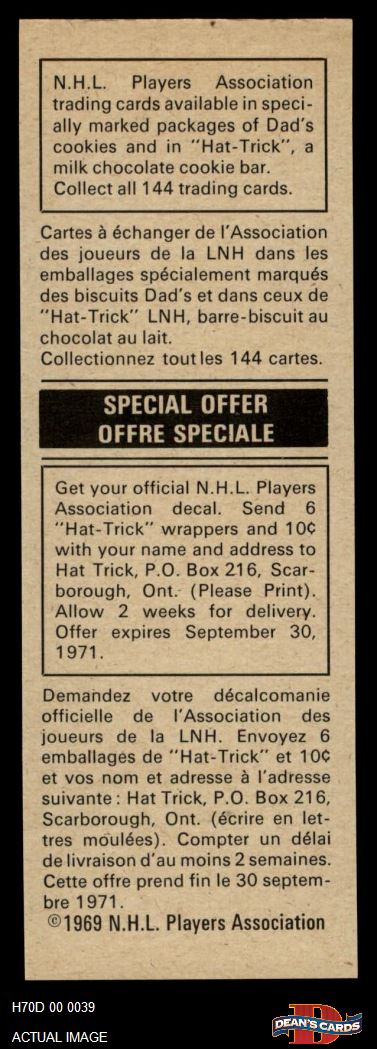 N.H.L. Players Association
trading cards available in speci-
ally marked packages of Dad's
cookies and in "Hat-Trick", a
milk chocolate cookie bar.
Collect all 144 trading cards.
Cartes à échanger de l'Association
des joueurs de la LNH dans les
emballages spécialement marqués
des biscuits Dad's et dans ceux de
"Hat-Trick" LNH, barre-biscuit au
chocolat au lait.
Collectionnez toutles 144 cartes.
SPECIAL OFFER
OFFRE SPECIALE
Get your official N.H.L. Players
Association decal. Send 6
"Hat-Trick" wrappers and 10¢
with your name and address to
Hat Trick, P.O. Box 216, Scar-
borough, Ont. (Please Print).
Allow 2 weeks for delivery.
Offer expires September 30,
1971.
Demandez votre décalcomanie
officielle de l'Association des
joueurs de la LNH. Envoyez 6
emballages de "Hat-Trick" et 10¢
et vos nom et adresse à l'adresse
suivante : Hat Trick, P.O. Box 216,
Scarborough, Ont. (écrire en let-
tres moulées). Compter un délai
de livraison d'au moins 2 semaines.
Cette offre prend fin le 30 septem-
bre 1971.
©1969 N.H.L. Players Association
H70D 00 0039
ACTUAL IMAGE
D
DEAN'S CARDS